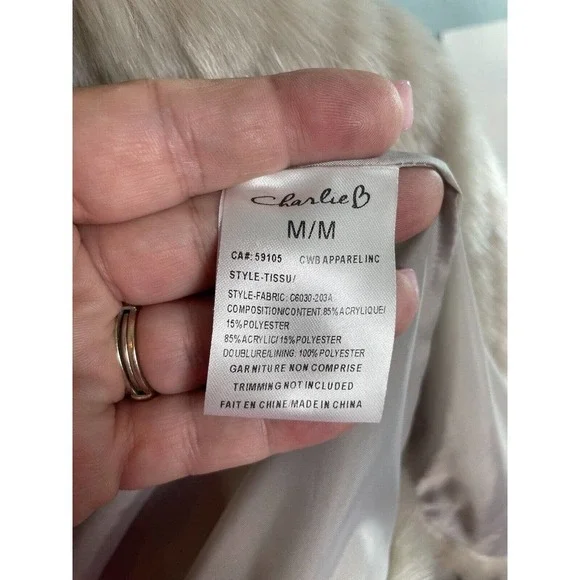 Charlie B
M/M
CA#: 59105 CWB APPAREL INC
STYLE-TISSU/
STYLE-FABRIC: C6030-203A
COMPOSITION/CONTENT: 85% ACRYLIQUE/
15% POLYESTER
85% ACRYLIC/ 15% POLYESTER
DOUBLURE/LINING: 100% POLYESTER
GARNITURE NON COMPRISE
TRIMMING NOT INCLUDED
FAIT EN CHINE/MADE IN CHINA